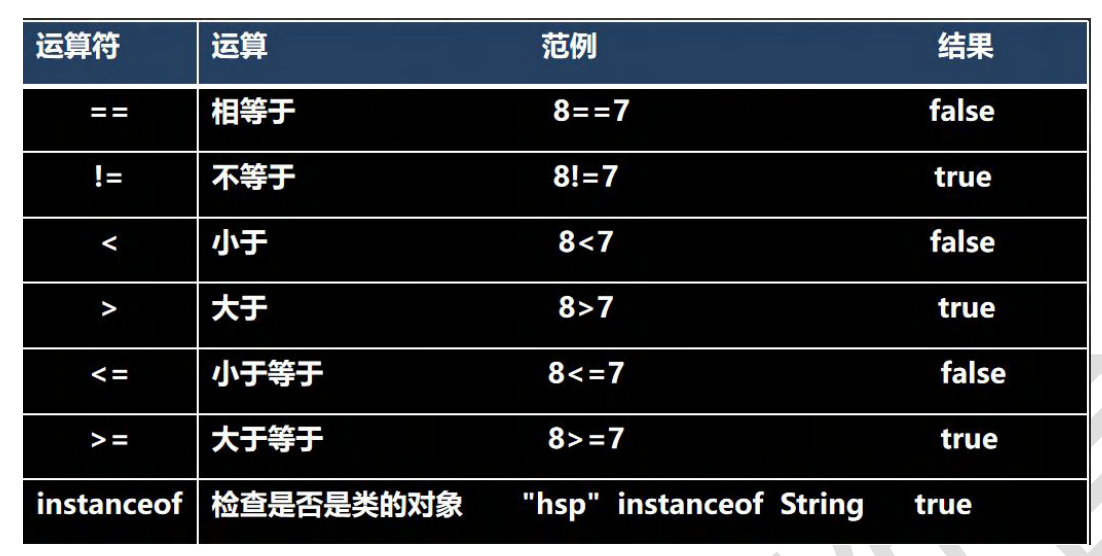 运算符 运算 范例 结果
== 相等于 8==7 false
!= 不等于 8!=7 true
< 小于 8<7 false
> 大于 8>7 true
<= 小于等于 8<=7 false
>= 大于等于 8>=7 true
instanceof 检查是否是类的对象 "hsp" instanceof String true